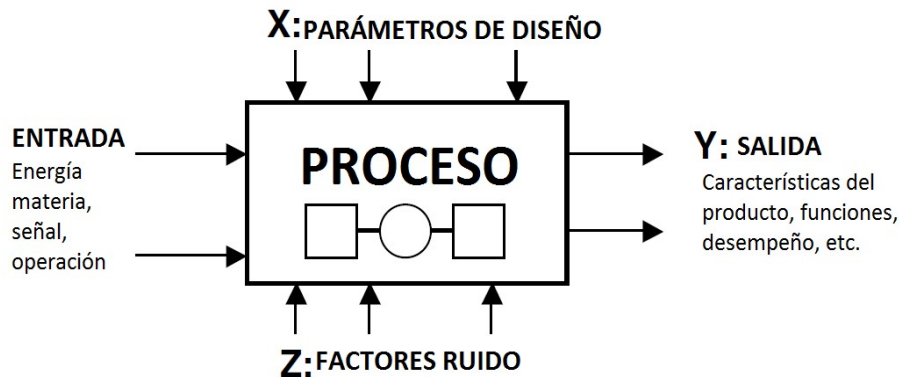 X: PARÁMETROS DE DISEÑO
ENTRADA
Energía
materia,
señal,
operación
PROCESO
Y: SALIDA
Características del
producto, funciones,
desempeño, etc.
Z: FACTORES RUIDO